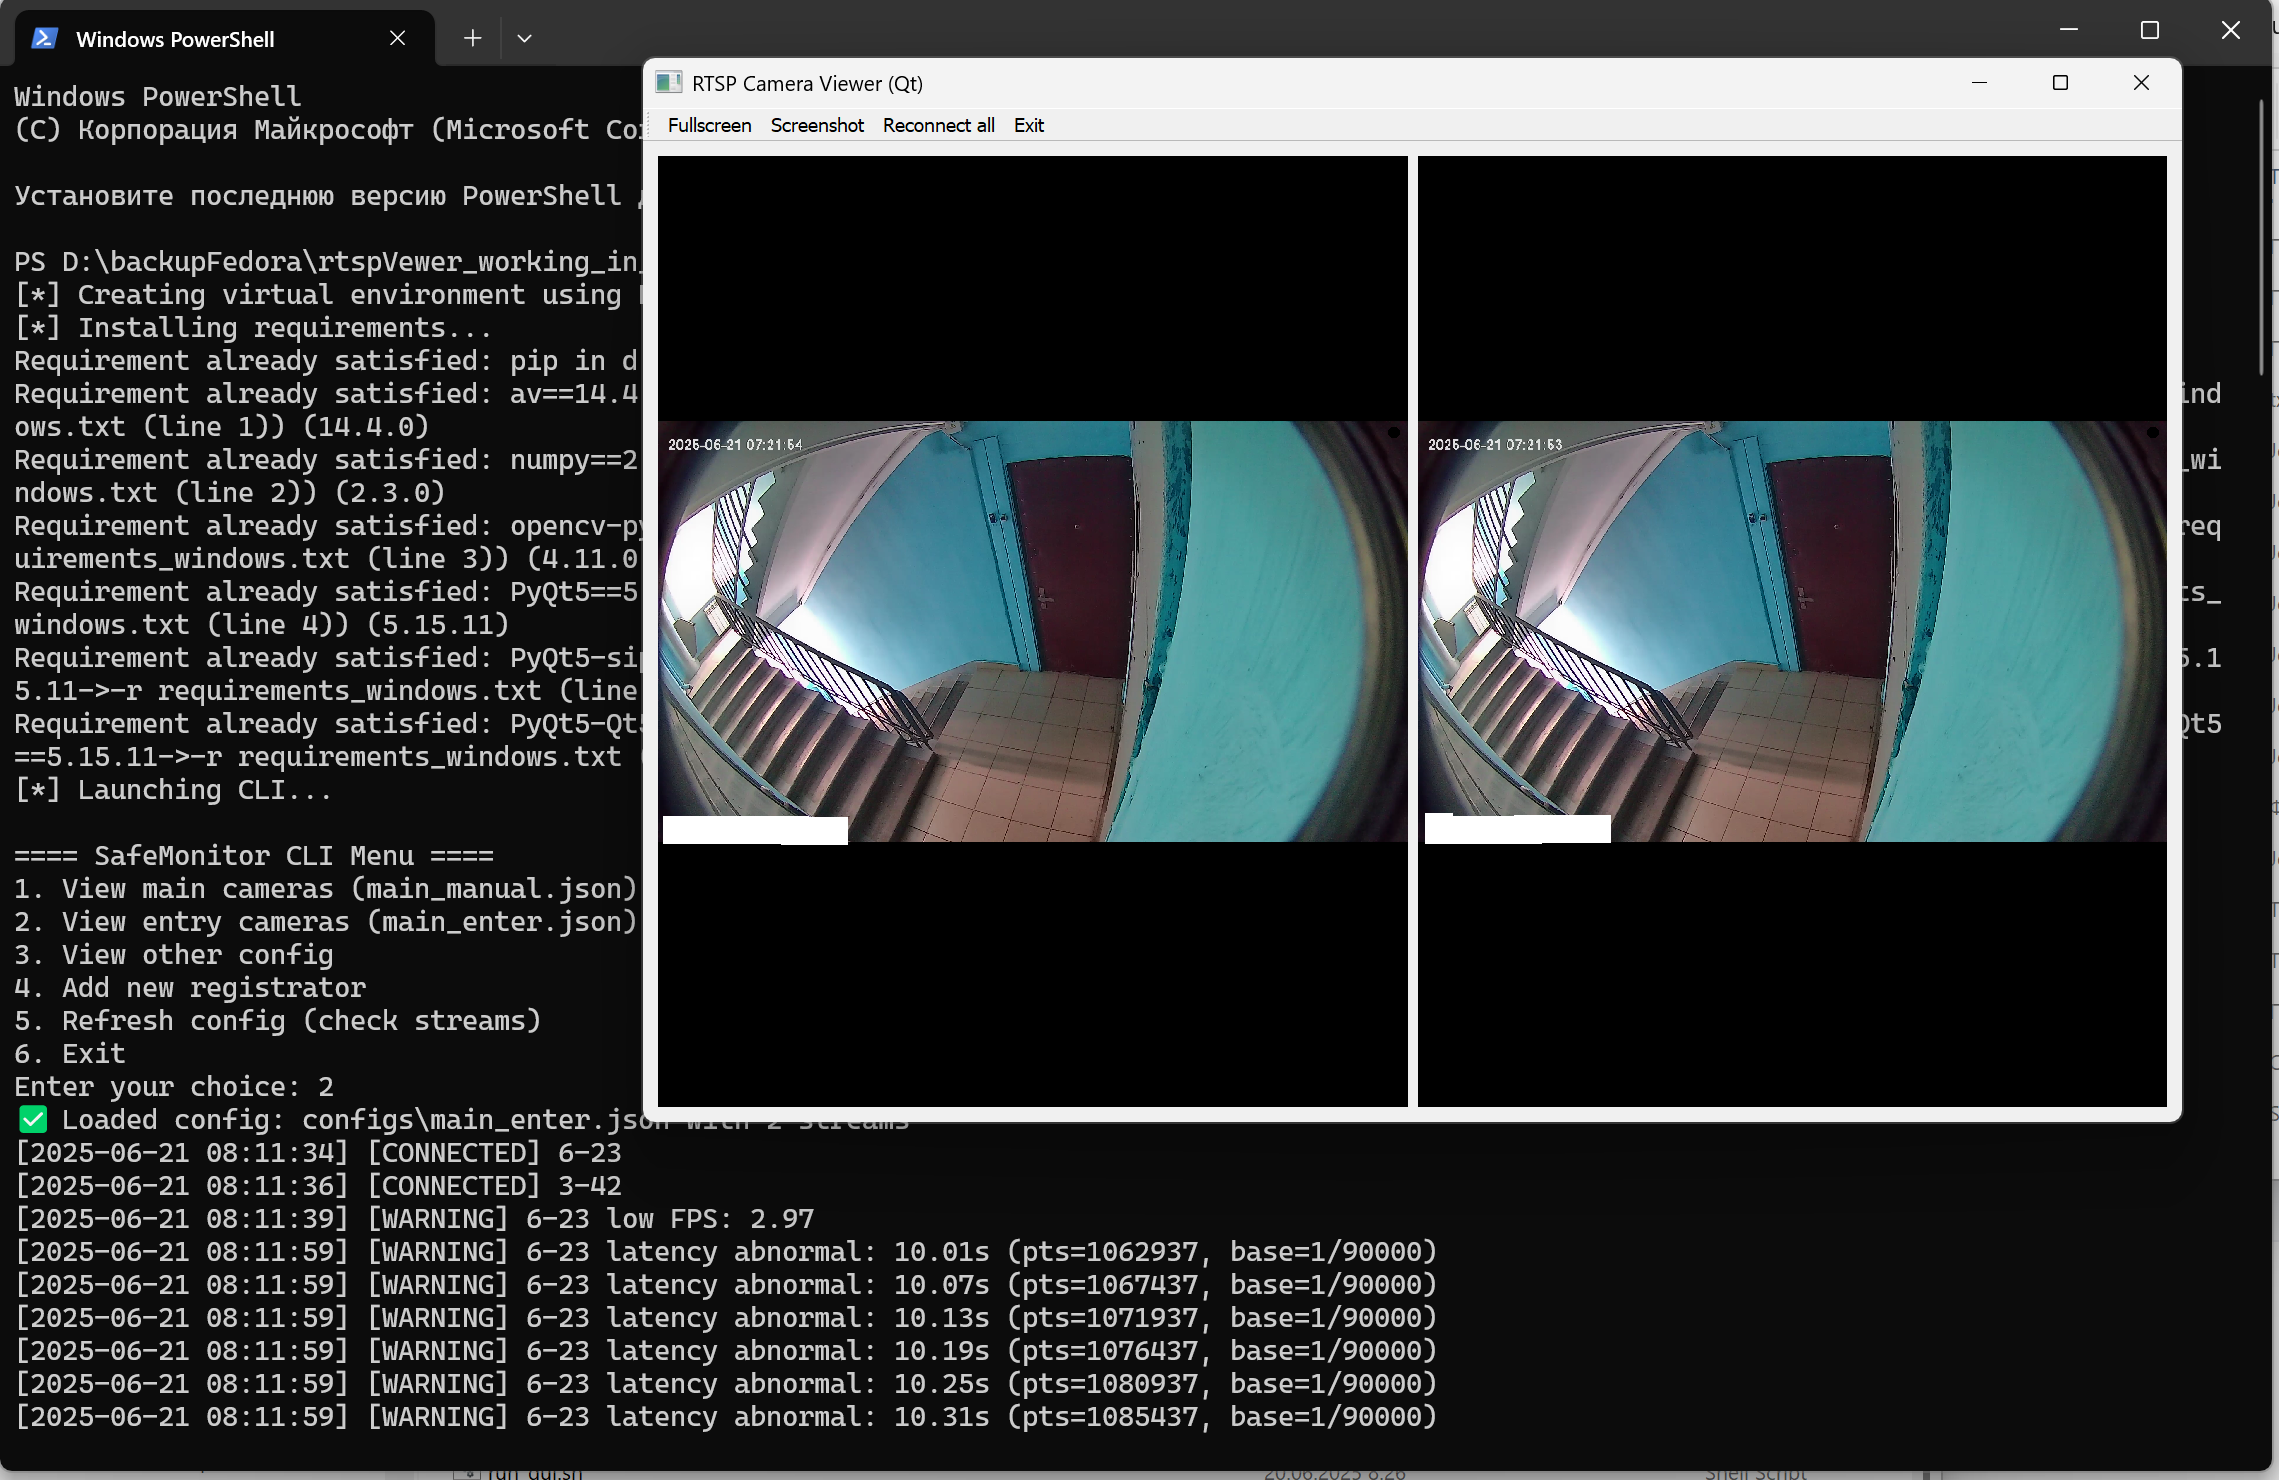 Windows PowerShell
RTSP Camera Viewer (Qt)
Fullscreen Screenshot Reconnect all Exit
2025-06-21 07:21:54
2025-06-21 07:21:53
Windows PowerShell
(C) Корпорация Майкрософт (Microsoft
Установите последнюю версию PowerShell
PS D:\backupFedora\rtspVewer_working_in_
[*] Creating virtual environment using
[*] Installing requirements...
Requirement already satisfied: pip in d
Requirement already satisfied: av==14.4 ind
ows.txt (line 1)) (14.4.0)
Requirement already satisfied: numpy==2 _wi
ndows.txt (line 2)) (2.3.0)
Requirement already satisfied: opencv-py req
uirements_windows.txt (line 3)) (4.11.0
Requirement already satisfied: PyQt5==5 ts_
windows.txt (line 4)) (5.15.11)
Requirement already satisfied: PyQt5-sip 5.1
5.11->-r requirements_windows.txt (line
Requirement already satisfied: PyQt5-Qt5 Qt5
==5.15.11->-r requirements_windows.txt
[*] Launching CLI...
==== SafeMonitor CLI Menu ====
1. View main cameras (main_manual.json)
2. View entry cameras (main_enter.json)
3. View other config
4. Add new registrator
5. Refresh config (check streams)
6. Exit
Enter your choice: 2
✅ Loaded config: configs\main_enter.json with 2 streams
[2025-06-21 08:11:34] [CONNECTED] 6-23
[2025-06-21 08:11:36] [CONNECTED] 3-42
[2025-06-21 08:11:39] [WARNING] 6-23 low FPS: 2.97
[2025-06-21 08:11:59] [WARNING] 6-23 latency abnormal: 10.01s (pts=1062937, base=1/90000)
[2025-06-21 08:11:59] [WARNING] 6-23 latency abnormal: 10.07s (pts=1067437, base=1/90000)
[2025-06-21 08:11:59] [WARNING] 6-23 latency abnormal: 10.13s (pts=1071937, base=1/90000)
[2025-06-21 08:11:59] [WARNING] 6-23 latency abnormal: 10.19s (pts=1076437, base=1/90000)
[2025-06-21 08:11:59] [WARNING] 6-23 latency abnormal: 10.25s (pts=1080937, base=1/90000)
[2025-06-21 08:11:59] [WARNING] 6-23 latency abnormal: 10.31s (pts=1085437, base=1/90000)
run_gui.sh 20.06.2025 8:26 Shell Script